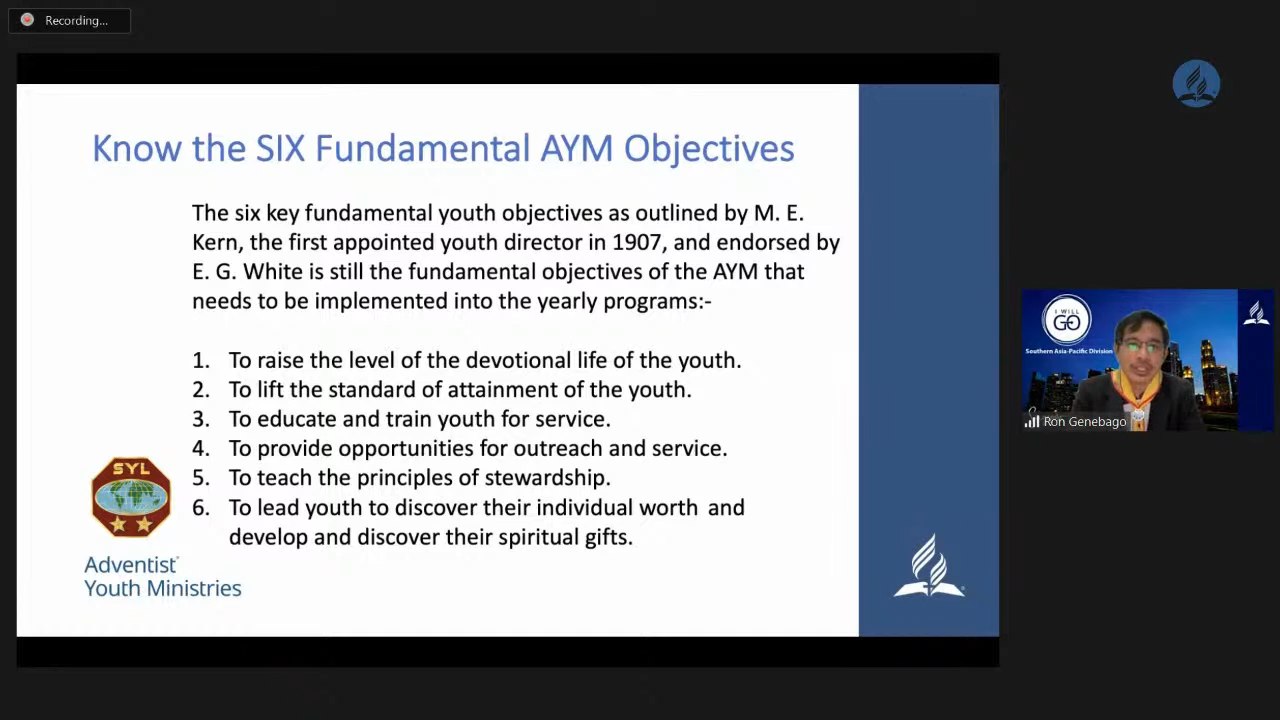 Recording...
Know the SIX Fundamental AYM Objectives
The six key fundamental youth objectives as outlined by M. E.
Kern, the first appointed youth director in 1907, and endorsed by
E. G. White is still the fundamental objectives of the AYM that
needs to be implemented into the yearly programs:-
1. To raise the level of the devotional life of the youth.
2. To lift the standard of attainment of the youth.
3. To educate and train youth for service.
4. To provide opportunities for outreach and service.
5. To teach the principles of stewardship.
6. To lead youth to discover their individual worth and
develop and discover their spiritual gifts.
SYL
Adventist
Youth Ministries
I WILL
GO
Southern Asia-Pacific Division
Ron Genebago